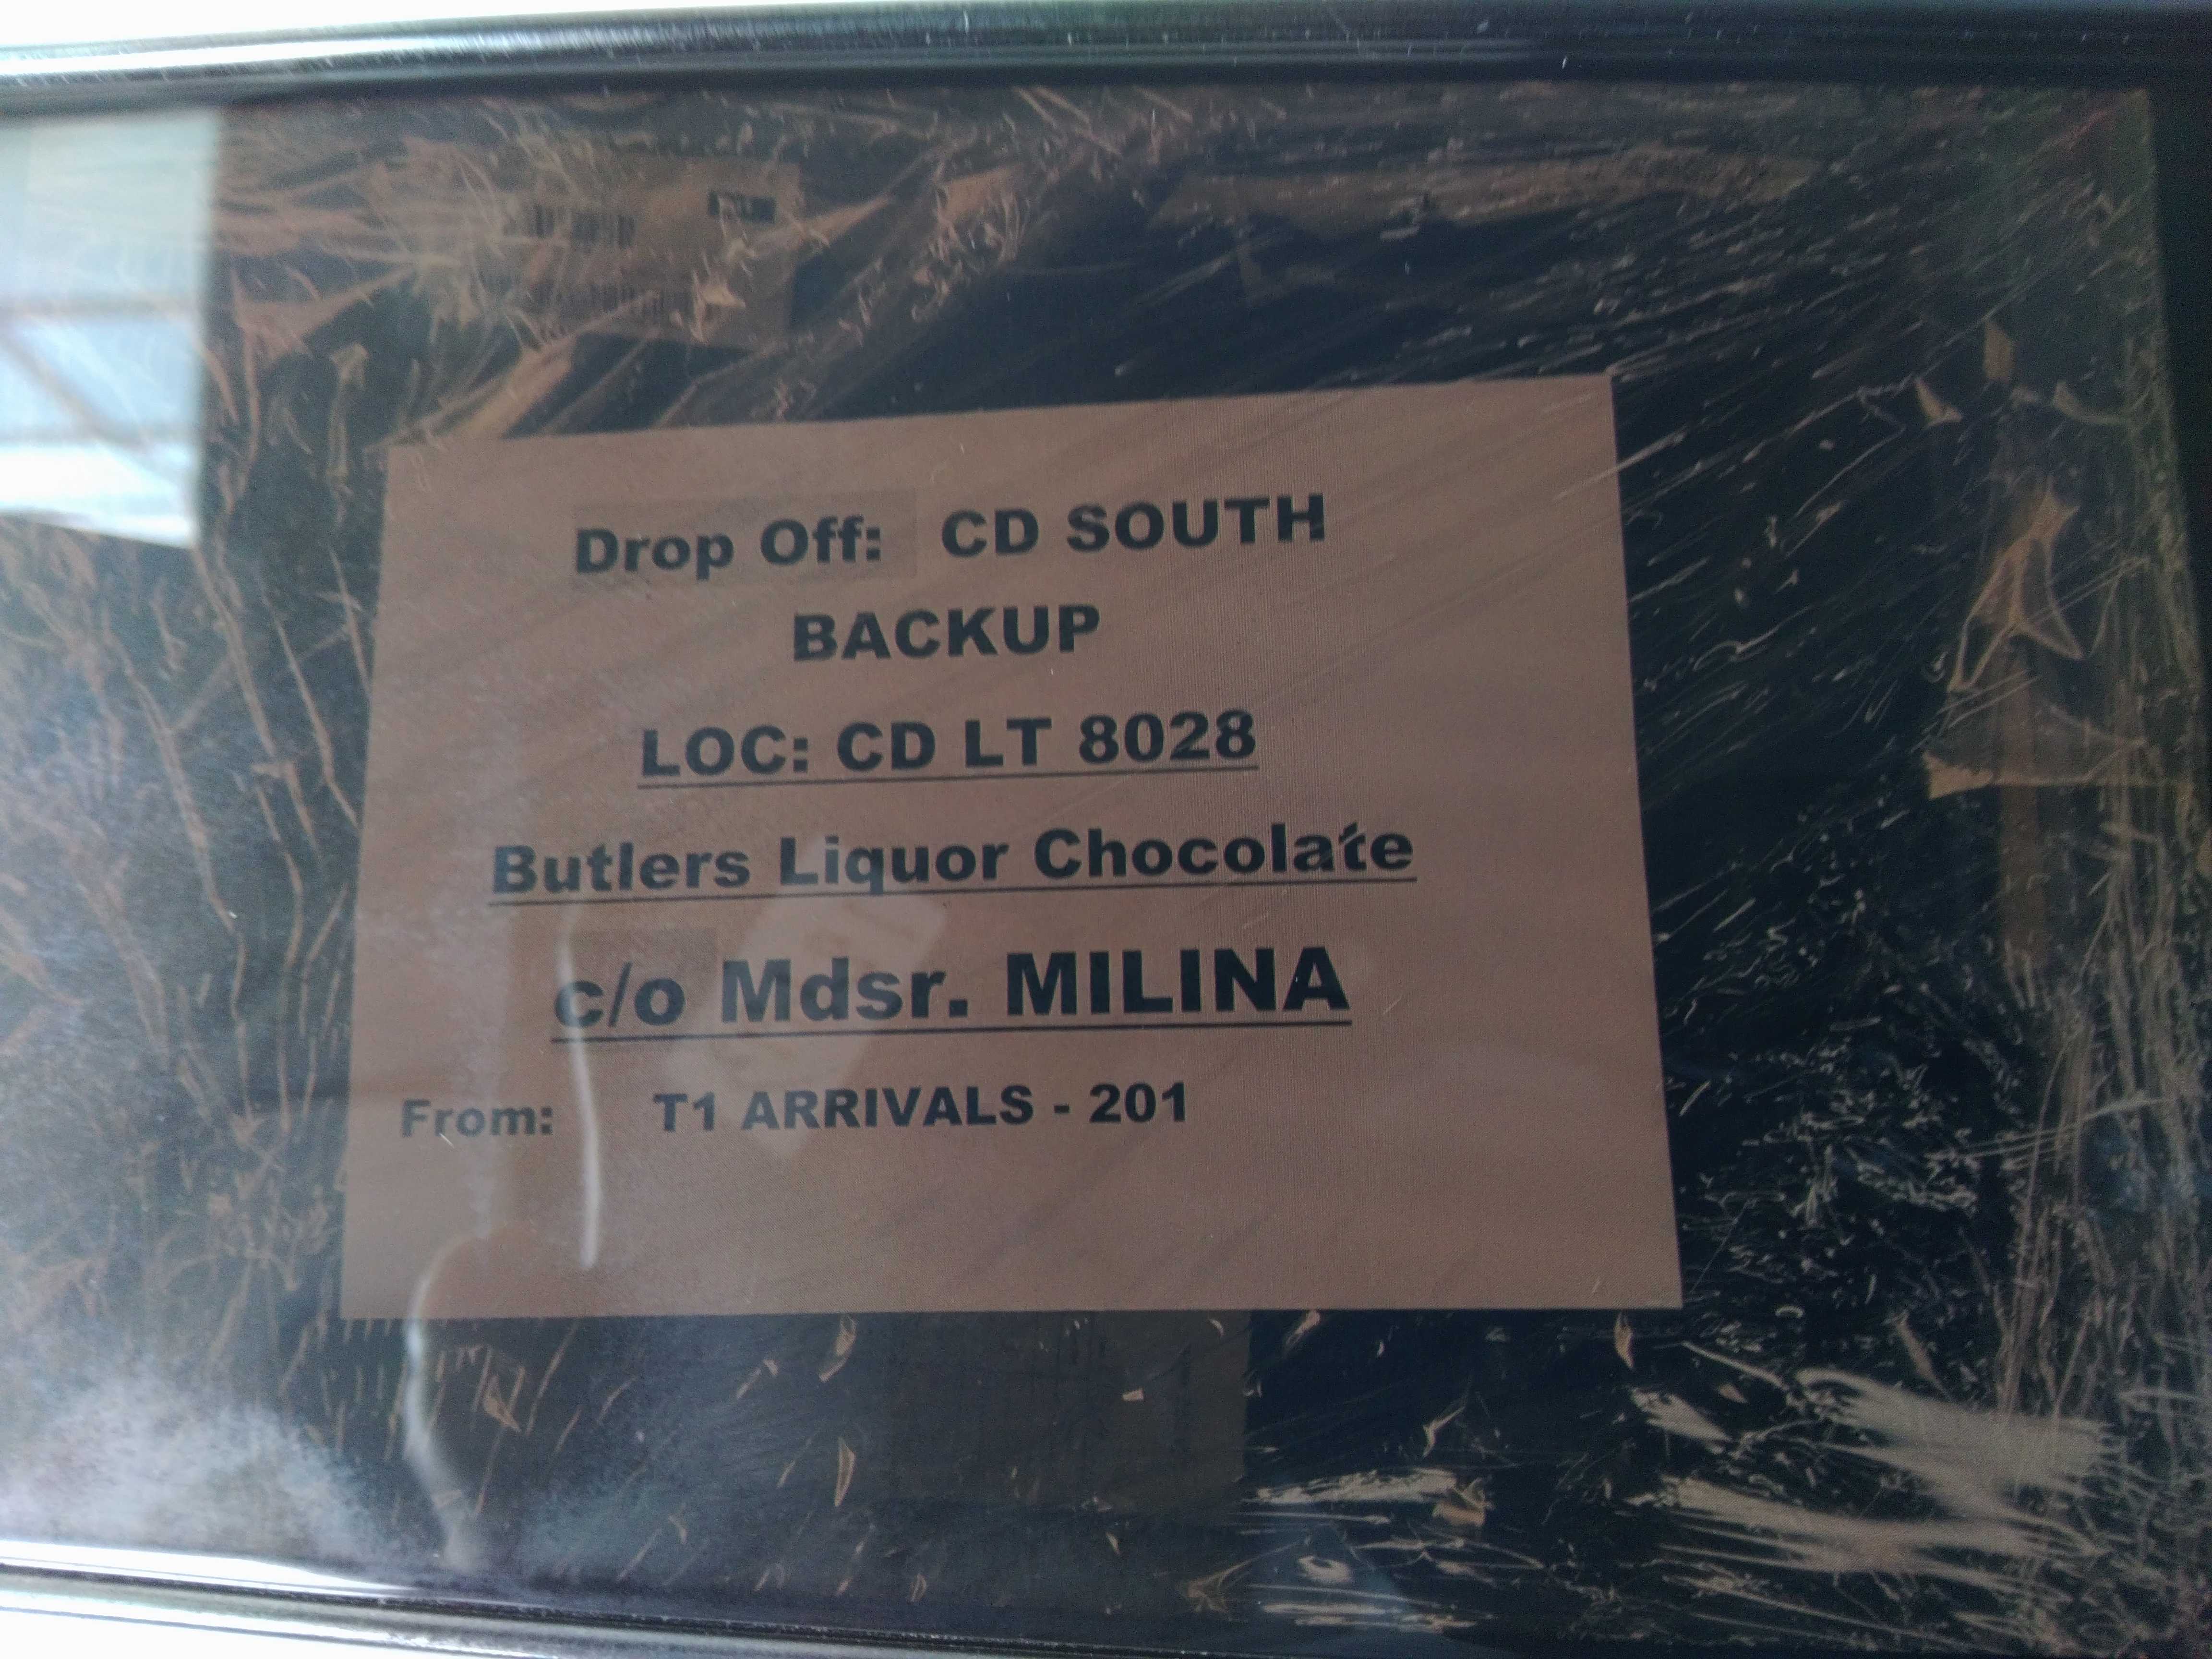 Drop Off: CD SOUTH
BACKUP
LOC: CD LT 8028
Butlers Liquor Chocolate
c/o Mdsr. MILINA
From: T1 ARRIVALS - 201